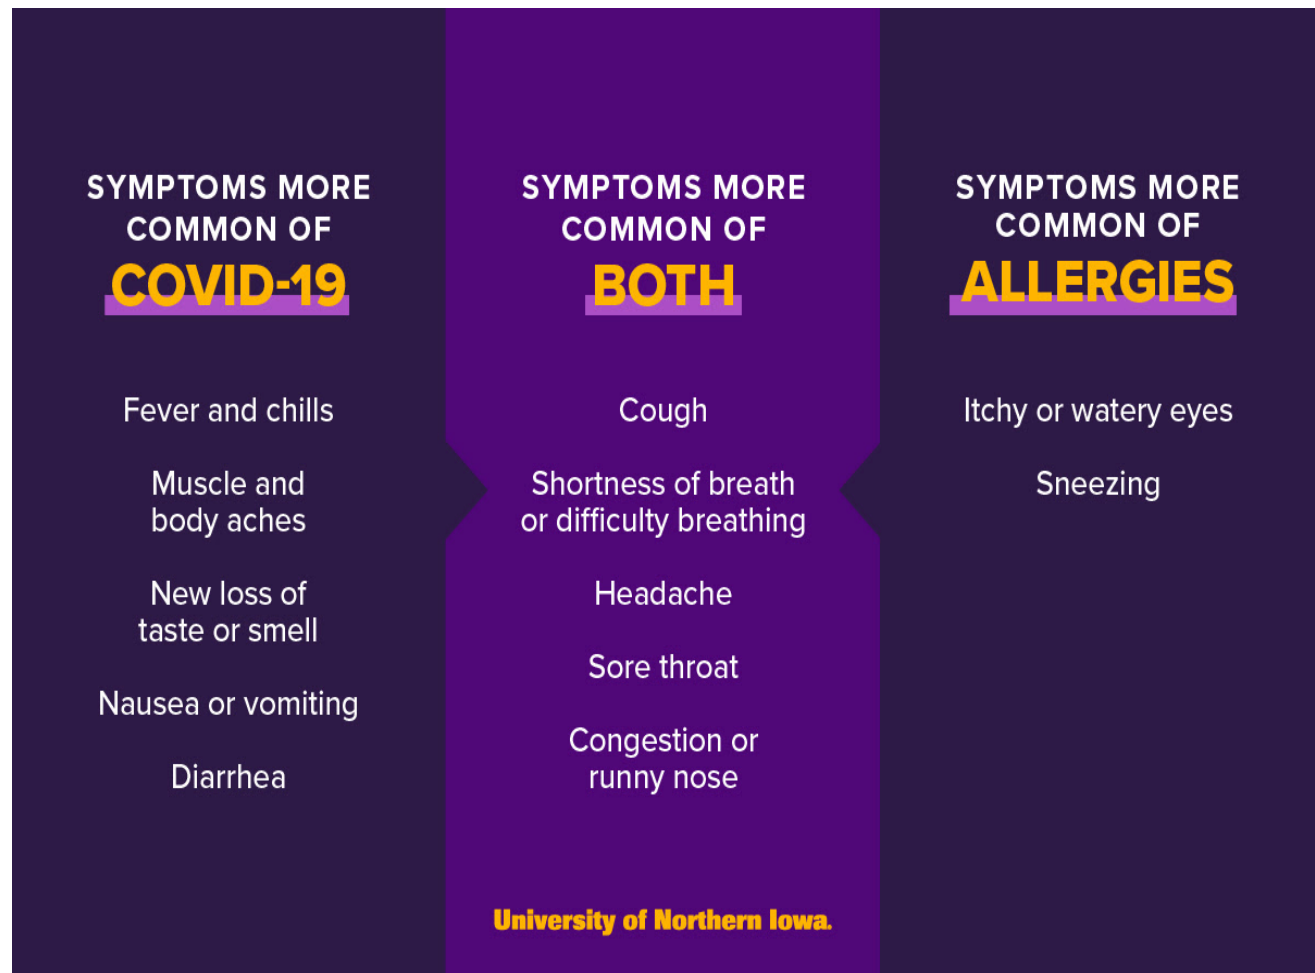 SYMPTOMS MORE
COMMON OF
COVID-19
Fever and chills
Muscle and
body aches
New loss of
taste or smell
Nausea or vomiting
Diarrhea
SYMPTOMS MORE
COMMON OF
BOTH
Cough
Shortness of breath
or difficulty breathing
Headache
Sore throat
Congestion or
runny nose
SYMPTOMS MORE
COMMON OF
ALLERGIES
Itchy or watery eyes
Sneezing
University of Northern Iowa.